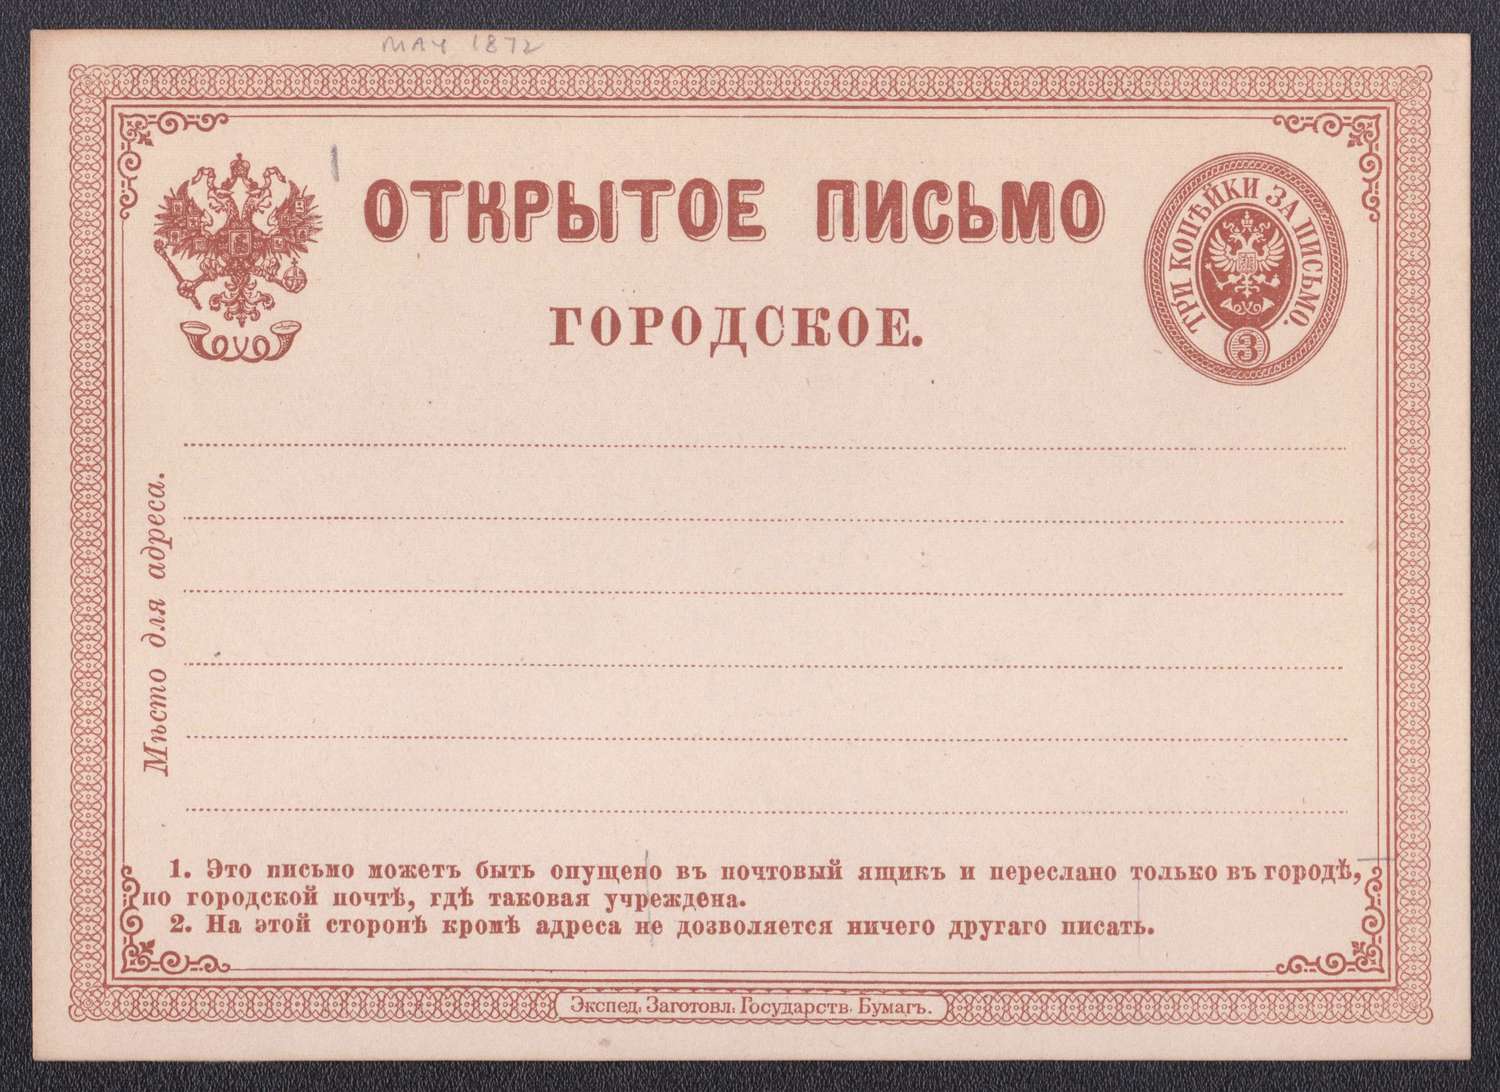 MAY 1872
ОТКРЫТОЕ ПИСЬМО
ГОРОДСКОЕ.
ТРИ КОПѢЙКИ ЗА ПИСЬМО.
3
Мѣсто для адреса.
1. Это письмо можетъ быть опущено въ почтовый ящикъ и переслано только въ городѣ,
по городской почтѣ, гдѣ таковая учреждена.
2. На этой сторонѣ кромѣ адреса не дозволяется ничего другаго писать.
Экспед. Заготовл. Государств. Бумагъ.